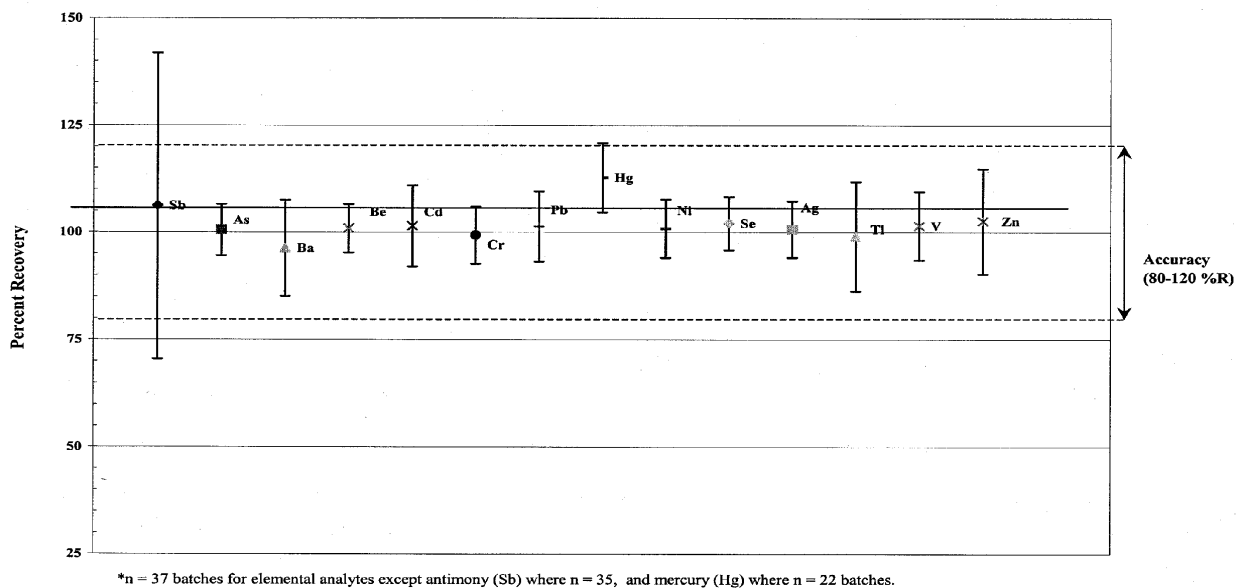 150
125
100
75
50
25
Percent Recovery
Sb
As
Ba
Be
Cd
Cr
Pb
Hg
Ni
Se
Ag
Tl
V
Zn
Accuracy
(80-120 %R)
*n = 37 batches for elemental analytes except antimony (Sb) where n = 35, and mercury (Hg) where n = 22 batches.